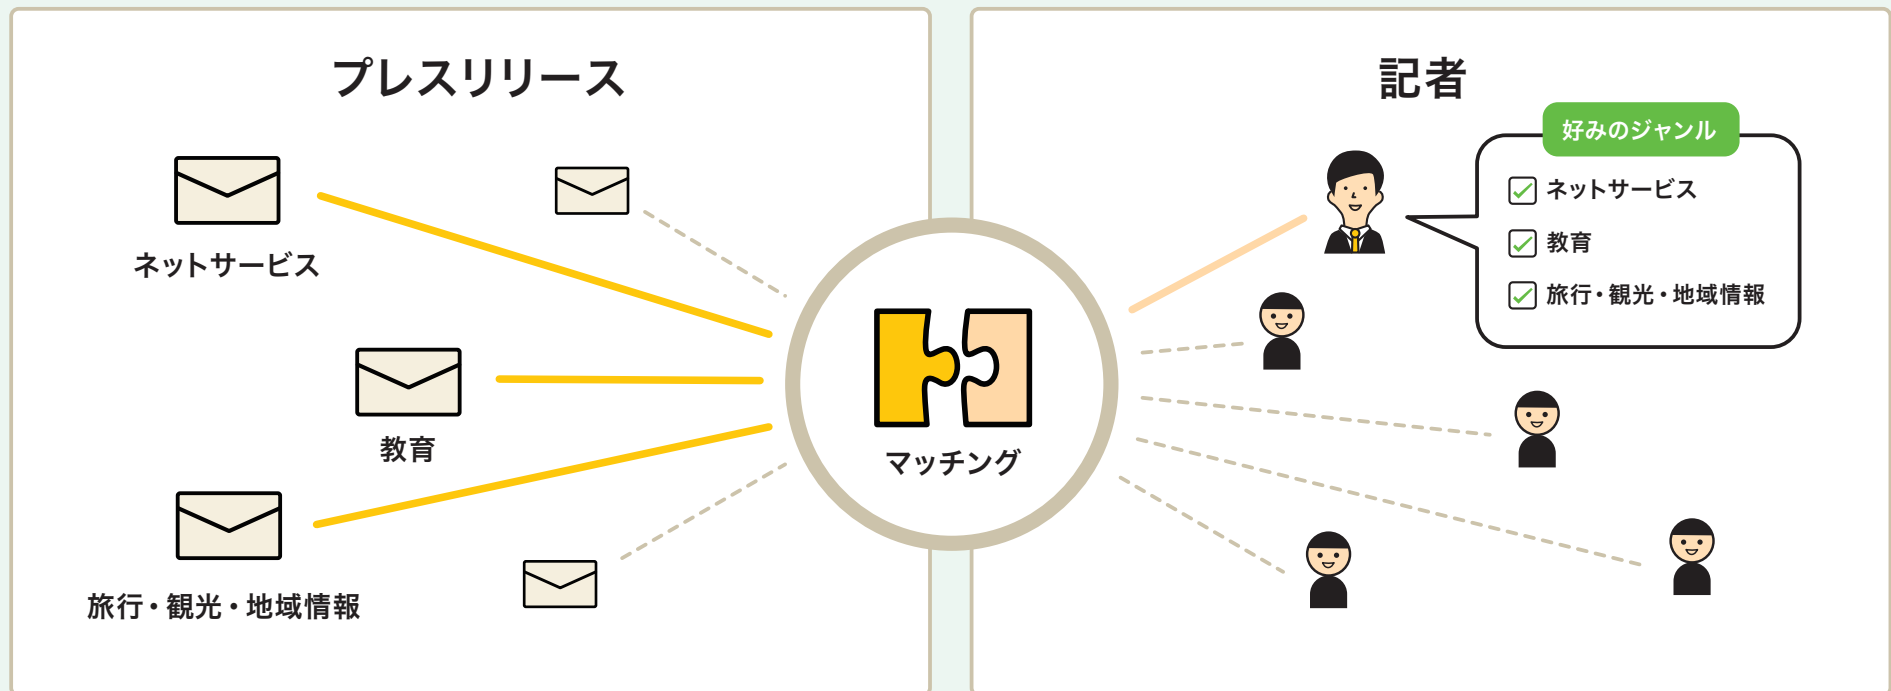 プレスリリース
ネットサービス
教育
旅行・観光・地域情報
マッチング
記者
好みのジャンル
ネットサービス
教育
旅行・観光・地域情報